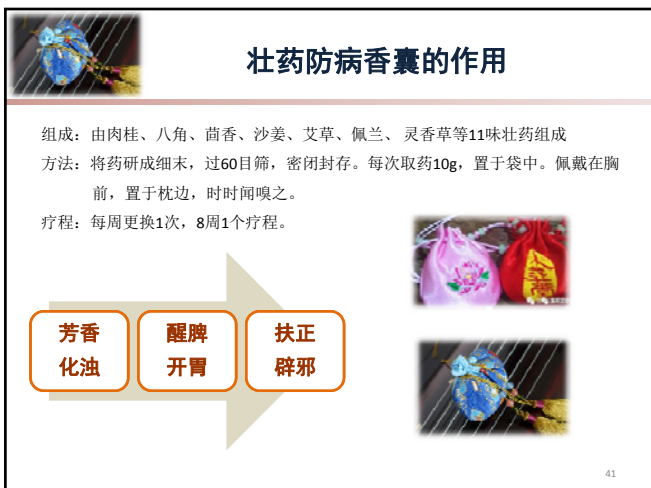 壮药防病香囊的作用
组成：由肉桂、八角、茴香、沙姜、艾草、佩兰、 灵香草等11味壮药组成
方法：将药研成细末，过60目筛，密闭封存。每次取药10g，置于袋中。佩戴在胸
前，置于枕边，时时闻嗅之。
疗程：每周更换1次，8周1个疗程。
芳香
化浊
醒脾
开胃
扶正
辟邪
41